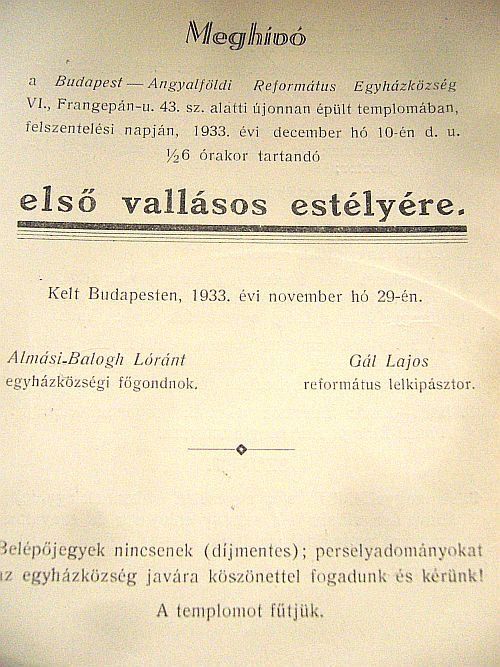 Meghivó
a Budapest — Angyalföldi Református Egyházközség
VI., Frangepán-u. 43. sz. alatti újonnan épült templomában,
felszentelési napján, 1933. évi december hó 10-én d. u.
½6 órakor tartandó
első vallásos estélyére.
Kelt Budapesten, 1933. évi november hó 29-én.
Almási-Balogh Lóránt
egyházközségi főgondnok.
Gál Lajos
református lelkipásztor.
Belépőjegyek nincsenek (díjmentes); perselyadományokat
az egyházközség javára köszönettel fogadunk és kérünk!
A templomot fűtjük.